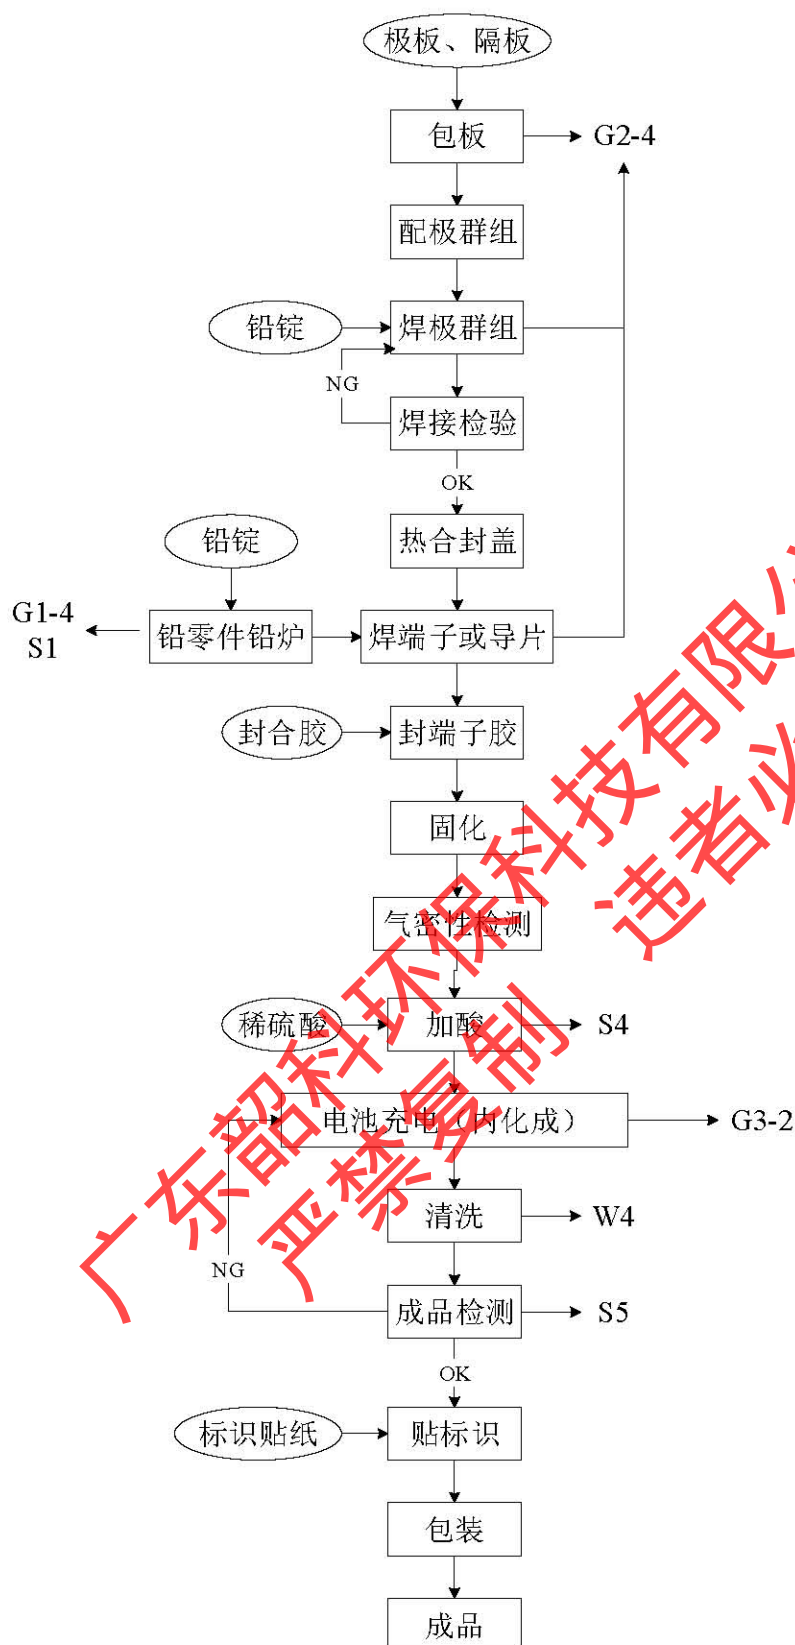 极板、隔板
包板
G2-4
配极群组
铅锭
焊极群组
NG
焊接检验
OK
铅锭
热合封盖
G1-4
S1
铅零件铅炉
焊端子或导片
封合胶
封端子胶
固化
气密性检测
稀硫酸
加酸
S4
电池充电（内化成）
G3-2
清洗
W4
NG
成品检测
S5
OK
标识贴纸
贴标识
包装
成品
广东韶科环保科技有限公
严禁复制
违者必